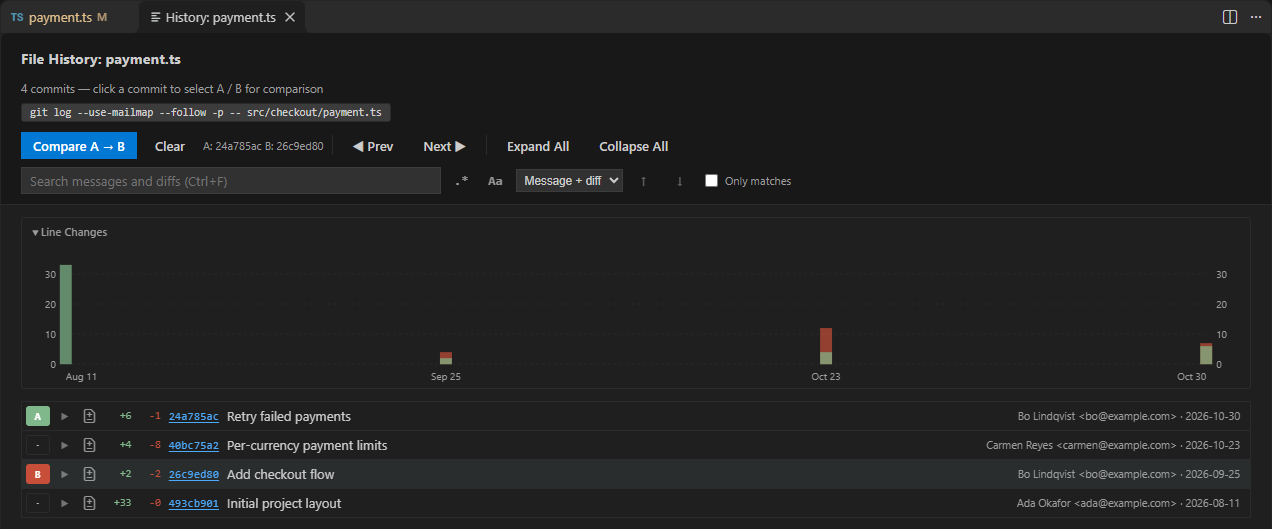 TS payment.ts M History: payment.ts
File History: payment.ts
4 commits — click a commit to select A / B for comparison
git log --use-mailmap --follow -p -- src/checkout/payment.ts
Compare A → B Clear A: 24a785ac B: 26c9ed80 ◀ Prev Next ▶ Expand All Collapse All
Search messages and diffs (Ctrl+F) .* Aa Message + diff ↑ ↓ Only matches
▾ Line Changes
30 30
20 20
10 10
0 0
Aug 11 Sep 25 Oct 23 Oct 30
A ▶ +6 -1 24a785ac Retry failed payments Bo Lindqvist <bo@example.com> · 2026-10-30
- ▶ +4 -8 40bc75a2 Per-currency payment limits Carmen Reyes <carmen@example.com> · 2026-10-23
B ▶ +2 -2 26c9ed80 Add checkout flow Bo Lindqvist <bo@example.com> · 2026-09-25
- ▶ +33 -0 493cb901 Initial project layout Ada Okafor <ada@example.com> · 2026-08-11